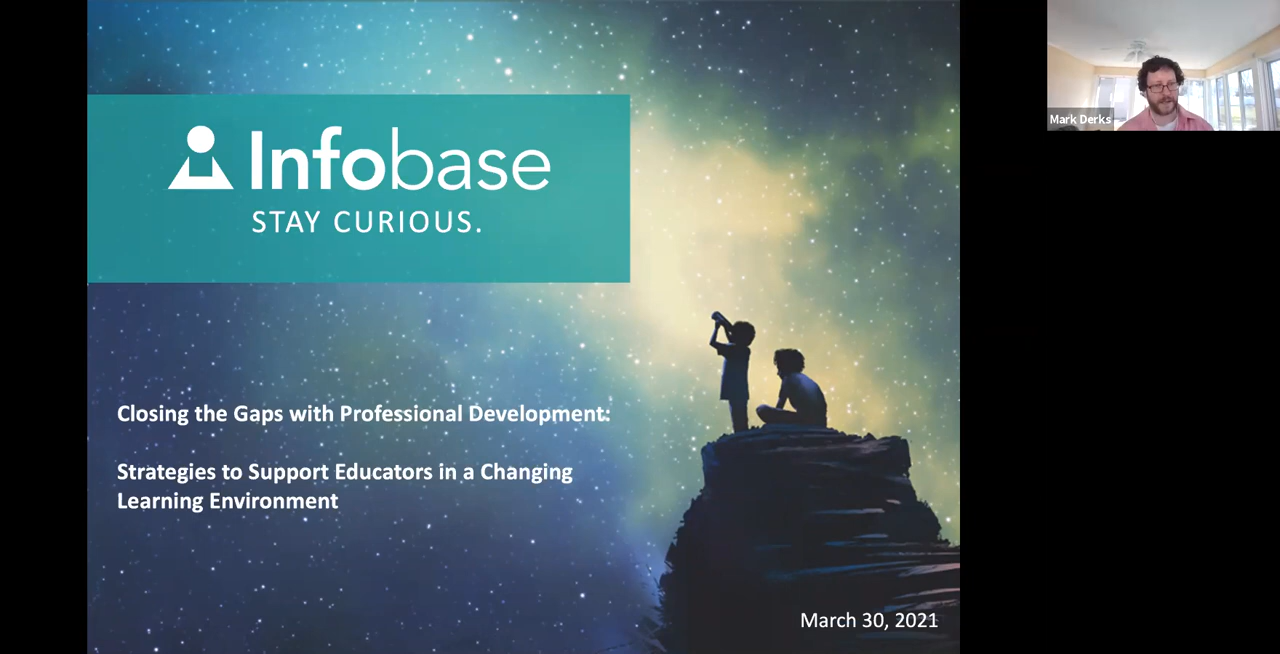 Infobase
STAY CURIOUS.
Closing the Gaps with Professional Development:
Strategies to Support Educators in a Changing
Learning Environment
March 30, 2021
Mark Derks